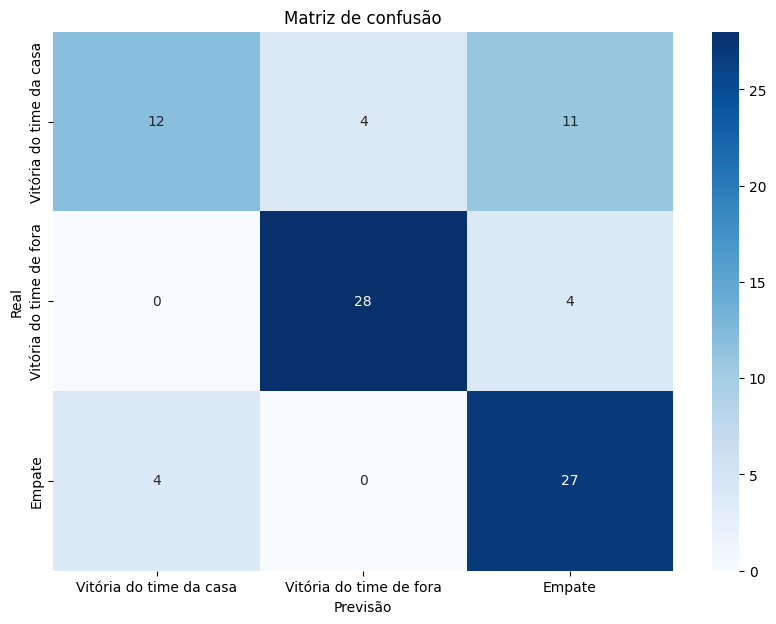 Matriz de confusão
Real
Vitória do time da casa
12
4
11
Vitória do time de fora
0
28
4
Empate
4
0
27
Vitória do time da casa
Vitória do time de fora
Empate
Previsão
25
20
15
10
5
0